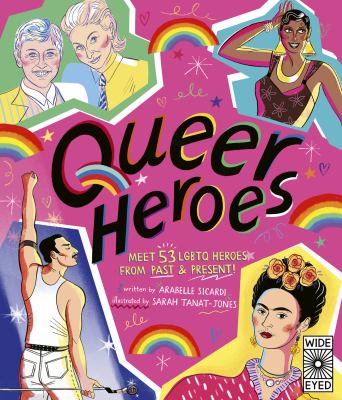 Queer
Heroes
MEET 53 LGBTQ HEROES
FROM PAST & PRESENT!
written by ARABELLE SICARDI
illustrated by SARAH TANAT-JONES
WIDE
EYED